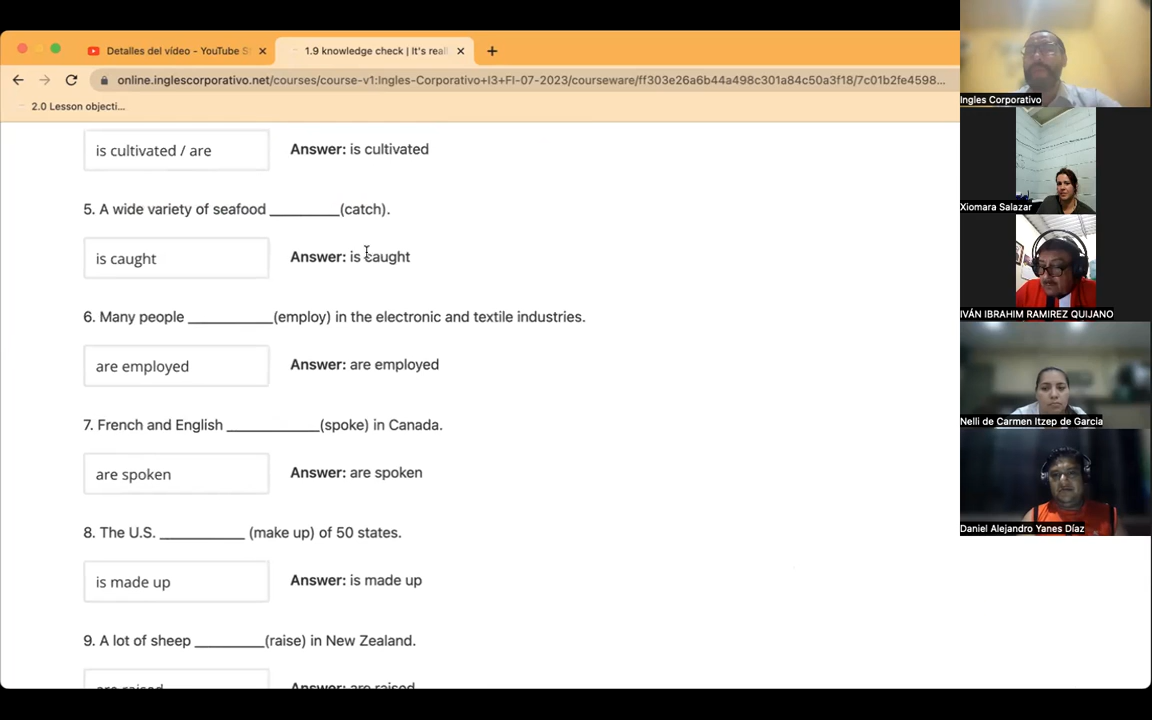 Detalles del vídeo - YouTube S
1.9 knowledge check | It's real
online.inglescorporativo.net/courses/course-v1:Ingles-Corporativo+I3+FI-07-2023/courseware/ff303e26a6b44a498c301a84c50a3f18/7c01b2fe4598...
2.0 Lesson objecti...
is cultivated / are
Answer: is cultivated
5. A wide variety of seafood _________(catch).
is caught
Answer: is caught
6. Many people ___________(employ) in the electronic and textile industries.
are employed
Answer: are employed
7. French and English ____________(spoke) in Canada.
are spoken
Answer: are spoken
8. The U.S. ___________ (make up) of 50 states.
is made up
Answer: is made up
9. A lot of sheep _________(raise) in New Zealand.
are raised
Answer: are raised
Ingles Corporativo
Xiomara Salazar
IVÁN IBRAHIM RAMIREZ QUIJANO
Nelli de Carmen Itzep de Garcia
Daniel Alejandro Yanes Díaz